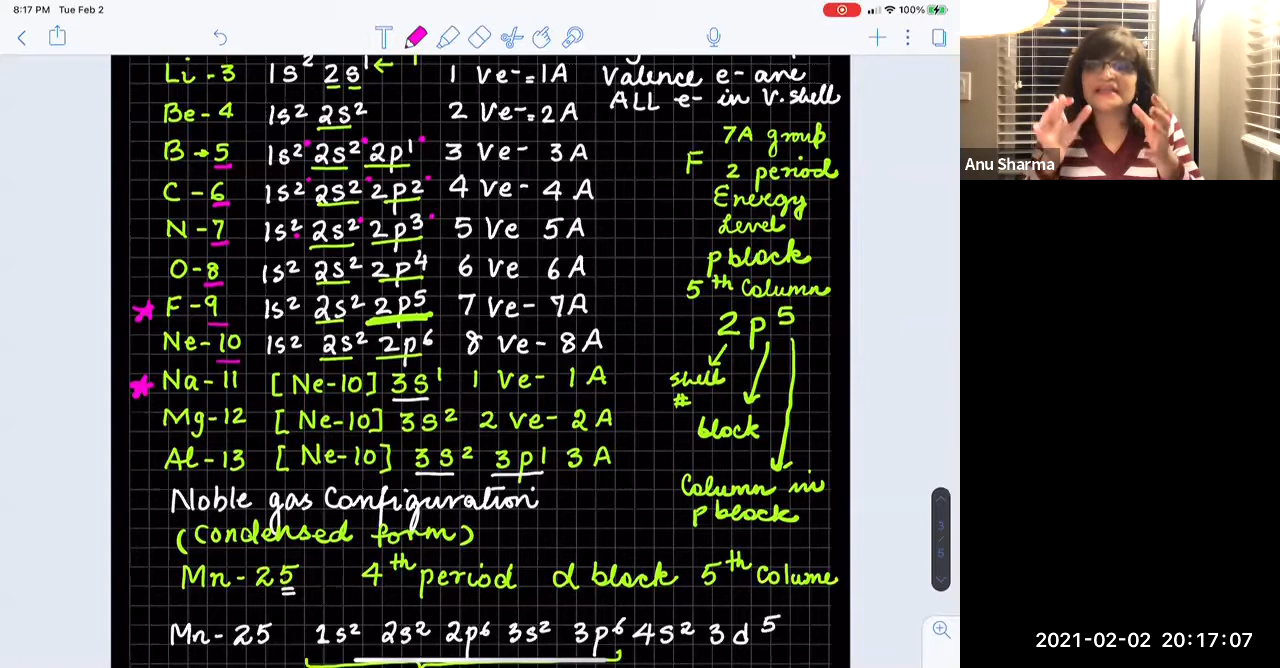 8:17 PM Tue Feb 2
100%
Li - 3 1s² 2s¹ ← 1 1 ve- = 1A
Be - 4 1s² 2s² 2 ve- = 2A
B → 5 1s² 2s² 2p¹ 3 ve- 3A
C - 6 1s² 2s² 2p² 4 ve- 4A
N - 7 1s² 2s² 2p³ 5 ve 5A
O - 8 1s² 2s² 2p⁴ 6 ve 6A
F - 9 1s² 2s² 2p⁵ 7 ve- 7A
Ne - 10 1s² 2s² 2p⁶ 8 ve- 8A
Na - 11 [Ne-10] 3s¹ 1 ve- 1A
Mg - 12 [Ne-10] 3s² 2 ve- 2A
Al - 13 [Ne-10] 3s² 3p¹ 3A
Noble gas Configuration
(Condensed form)
Mn - 25 4th period d block 5th Column
Mn - 25 1s² 2s² 2p⁶ 3s² 3p⁶ 4s² 3d⁵
Valence e- are
ALL e- in V. shell
7A group
F 2 period
Energy
Level
p block
5th Column
2p⁵
shell
#
block
Column in
p block
3
/
5
Anu Sharma
2021-02-02 20:17:07